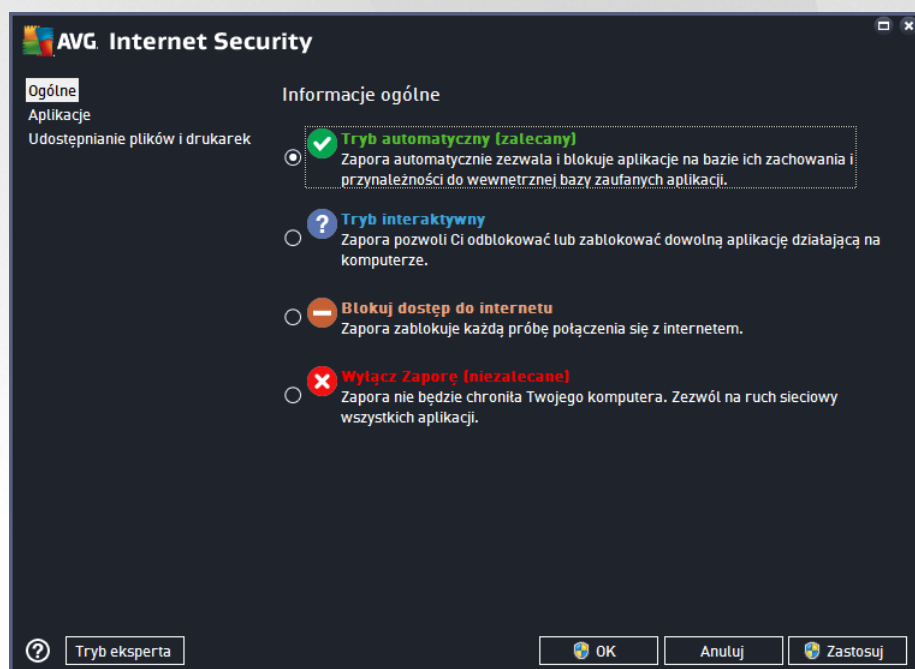 AVG. Internet Security
Ogólne
Aplikacje
Udostępnianie plików i drukarek
Informacje ogólne
Tryb automatyczny (zalecany)
Zapora automatycznie zezwala i blokuje aplikacje na bazie ich zachowania i
przynależności do wewnętrznej bazy zaufanych aplikacji.
Tryb interaktywny
Zapora pozwoli Ci odblokować lub zablokować dowolną aplikację działającą na
komputerze.
Blokuj dostęp do internetu
Zapora zablokuje każdą próbę połączenia się z internetem.
Wyłącz Zaporę (niezalecane)
Zapora nie będzie chroniła Twojego komputera. Zezwól na ruch sieciowy
wszystkich aplikacji.
Tryb eksperta
OK
Anuluj
Zastosuj